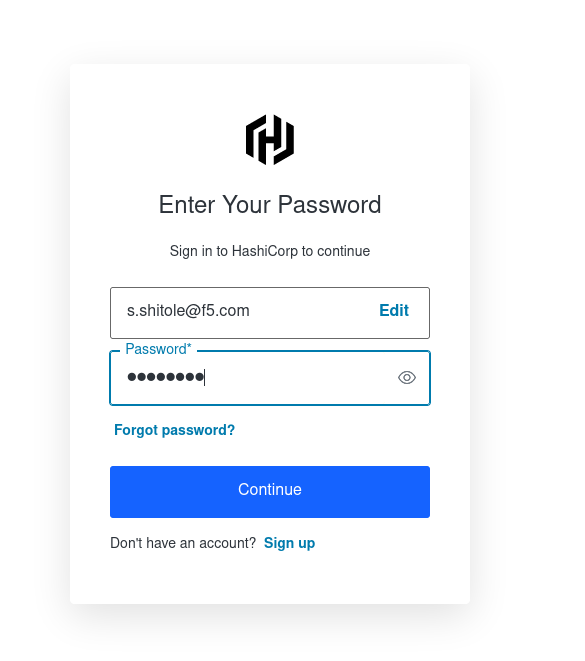 Enter Your Password
Sign in to HashiCorp to continue
s.shitole@f5.com Edit
Password*
●●●●●●●●
Forgot password?
Continue
Don't have an account? Sign up